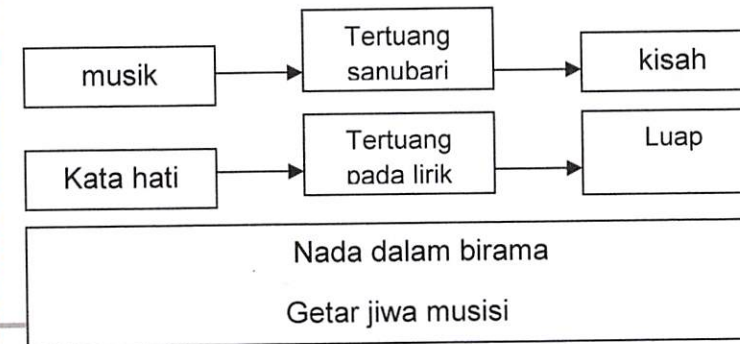 musik
Tertuang
sanubari
kisah
Kata hati
Tertuang
pada lirik
Luap
Nada dalam birama
Getar jiwa musisi